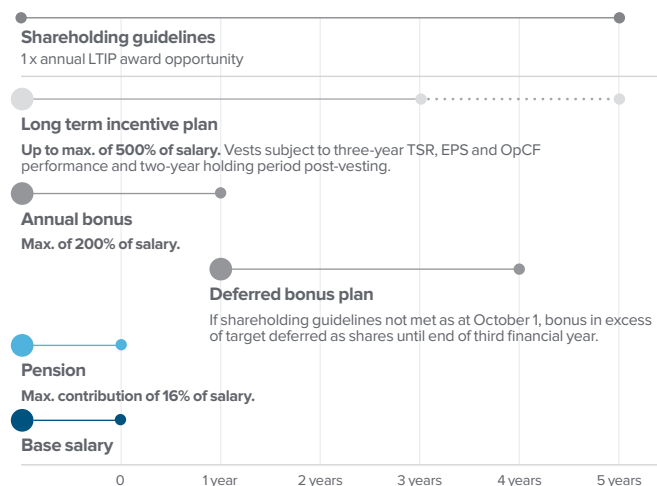 Shareholding guidelines
1 x annual LTIP award opportunity
Long term incentive plan
Up to max. of 500% of salary. Vests subject to three-year TSR, EPS and OpCF
performance and two-year holding period post-vesting.
Annual bonus
Max. of 200% of salary.
Deferred bonus plan
If shareholding guidelines not met as at October 1, bonus in excess
of target deferred as shares until end of third financial year.
Pension
Max. contribution of 16% of salary.
Base salary
0 1 year 2 years 3 years 4 years 5 years